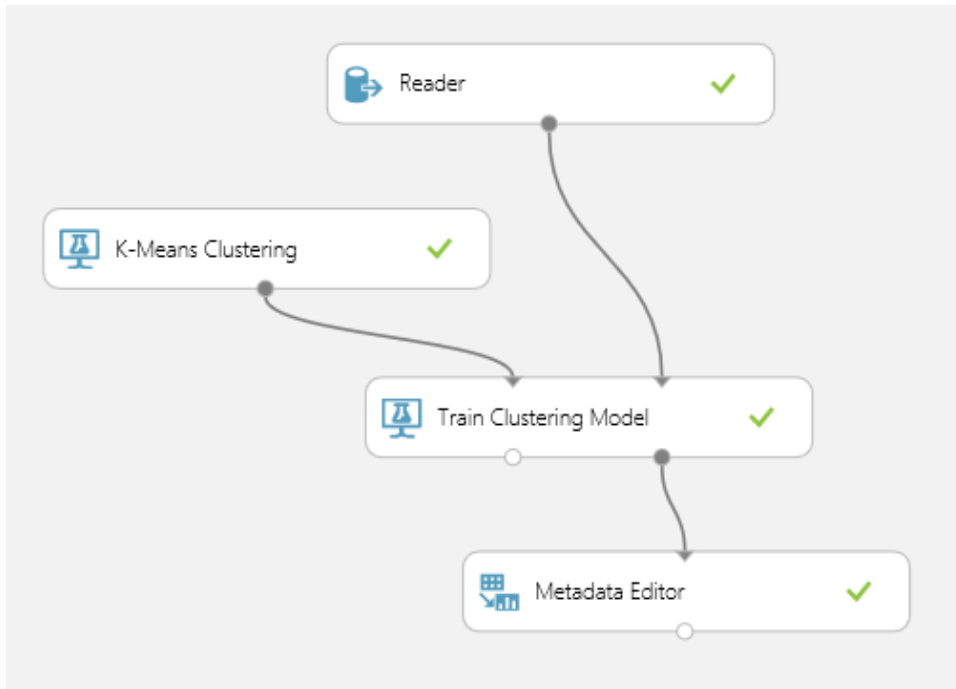 Reader
K-Means Clustering
Train Clustering Model
Metadata Editor